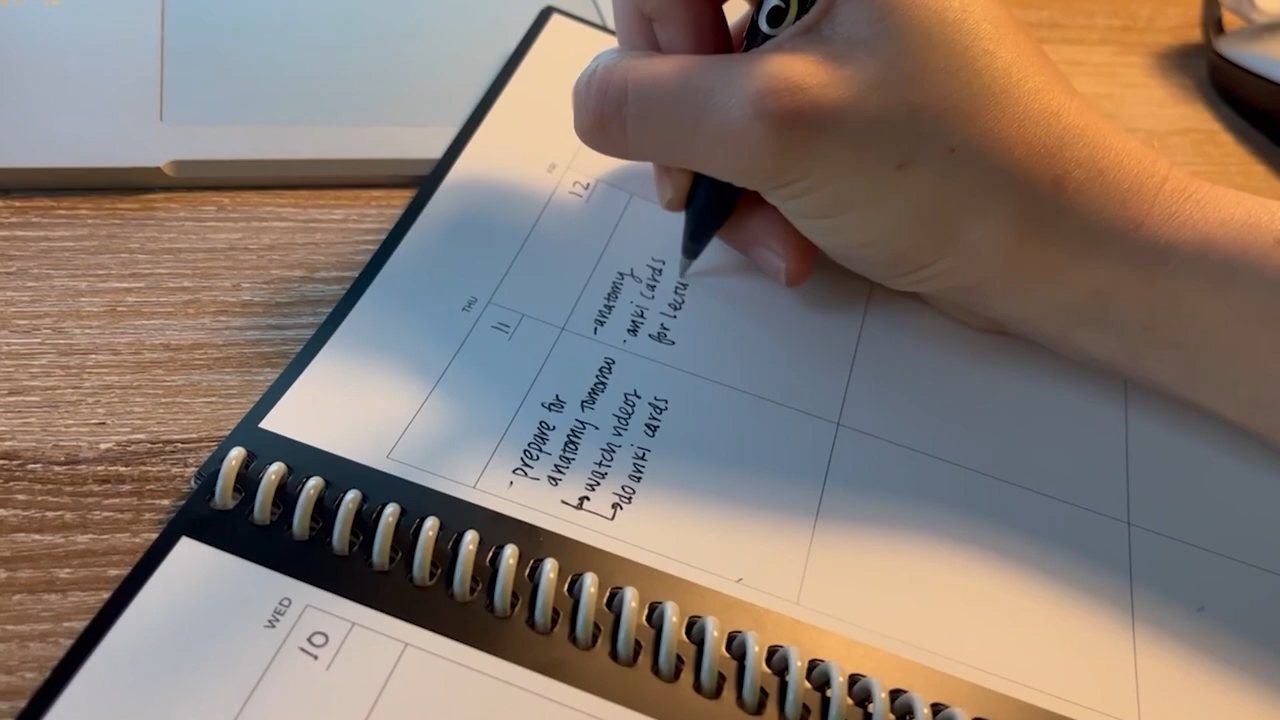 WED
10
THU
11
- prepare for
anatomy tomorrow
↳ watch videos
↳ do anki cards
FRI
12
- anatomy
- anki cards
for lectu